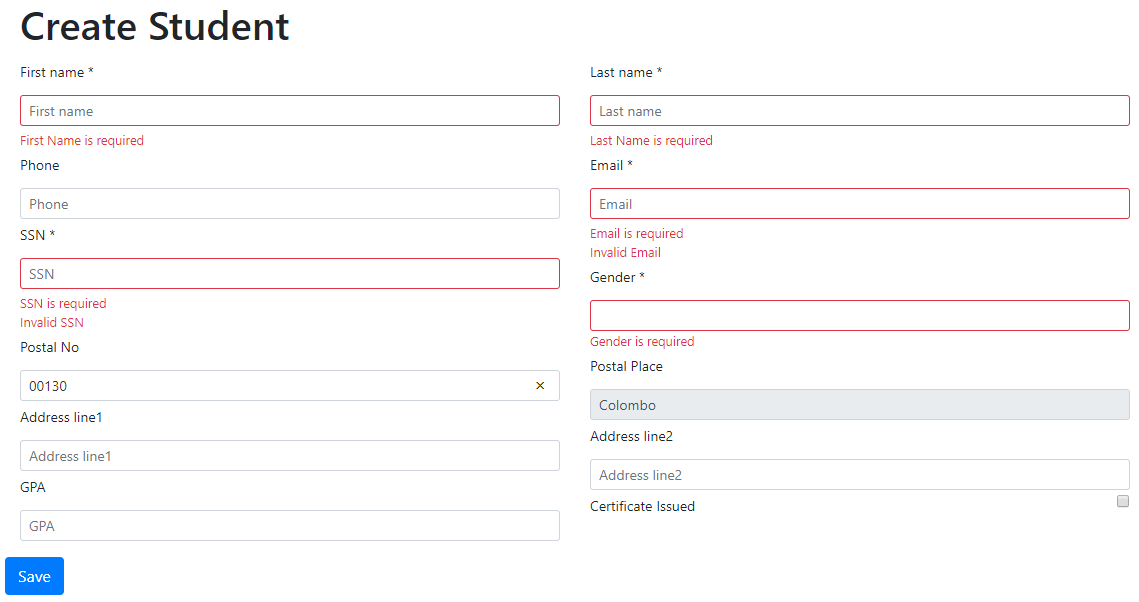 Create Student
First name *
First name
First Name is required
Phone
Phone
SSN *
SSN
SSN is required
Invalid SSN
Postal No
00130 ×
Address line1
Address line1
GPA
GPA
Last name *
Last name
Last Name is required
Email *
Email
Email is required
Invalid Email
Gender *
Gender is required
Postal Place
Colombo
Address line2
Address line2
Certificate Issued
Save